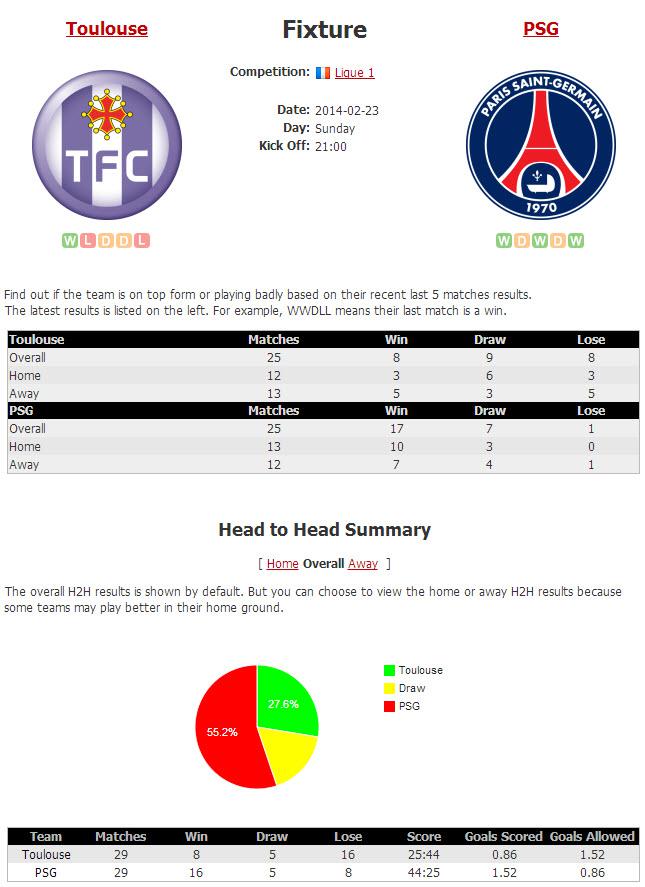 Toulouse
Fixture
PSG
Competition: Ligue 1
Date: 2014-02-23
Day: Sunday
Kick Off: 21:00
TFC
PARIS SAINT-GERMAIN
1970
W L D D L
W D W D W
Find out if the team is on top form or playing badly based on their recent last 5 matches results.
The latest results is listed on the left. For example, WWDLL means their last match is a win.
Toulouse Matches Win Draw Lose
Overall 25 8 9 8
Home 12 3 6 3
Away 13 5 3 5
PSG Matches Win Draw Lose
Overall 25 17 7 1
Home 13 10 3 0
Away 12 7 4 1
Head to Head Summary
[ Home Overall Away ]
The overall H2H results is shown by default. But you can choose to view the home or away H2H results because
some teams may play better in their home ground.
Toulouse
Draw
PSG
27.6%
55.2%
Team Matches Win Draw Lose Score Goals Scored Goals Allowed
Toulouse 29 8 5 16 25:44 0.86 1.52
PSG 29 16 5 8 44:25 1.52 0.86